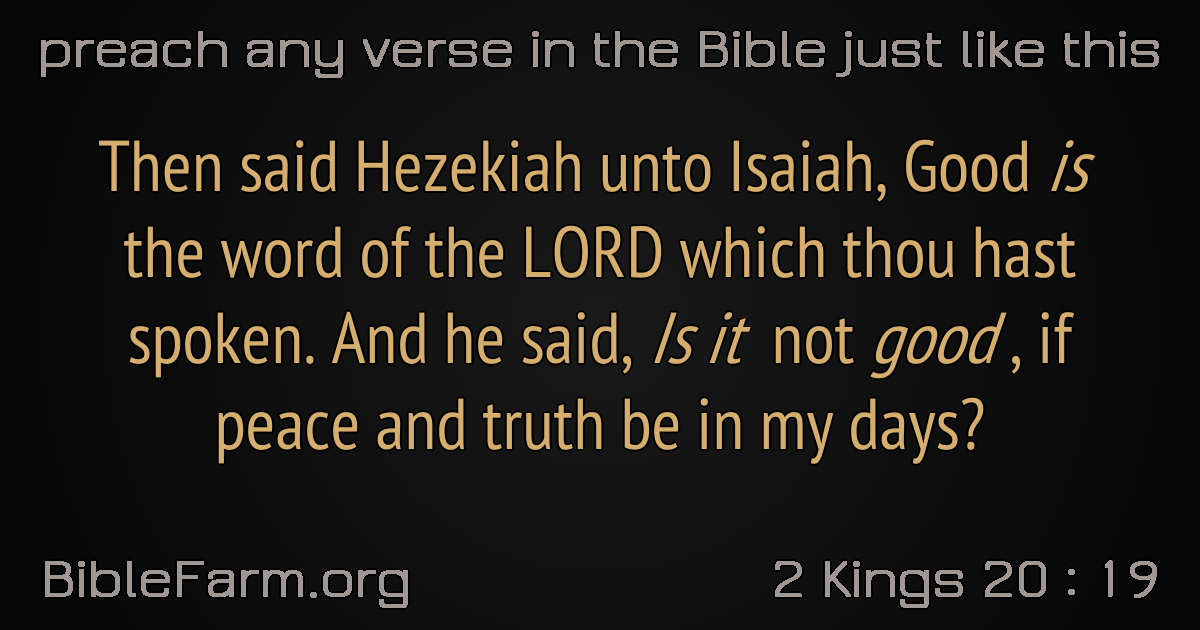 preach any verse in the Bible just like this
Then said Hezekiah unto Isaiah, Good is
the word of the LORD which thou hast
spoken. And he said, Is it not good , if
peace and truth be in my days?
BibleFarm.org
2 Kings 20 : 19